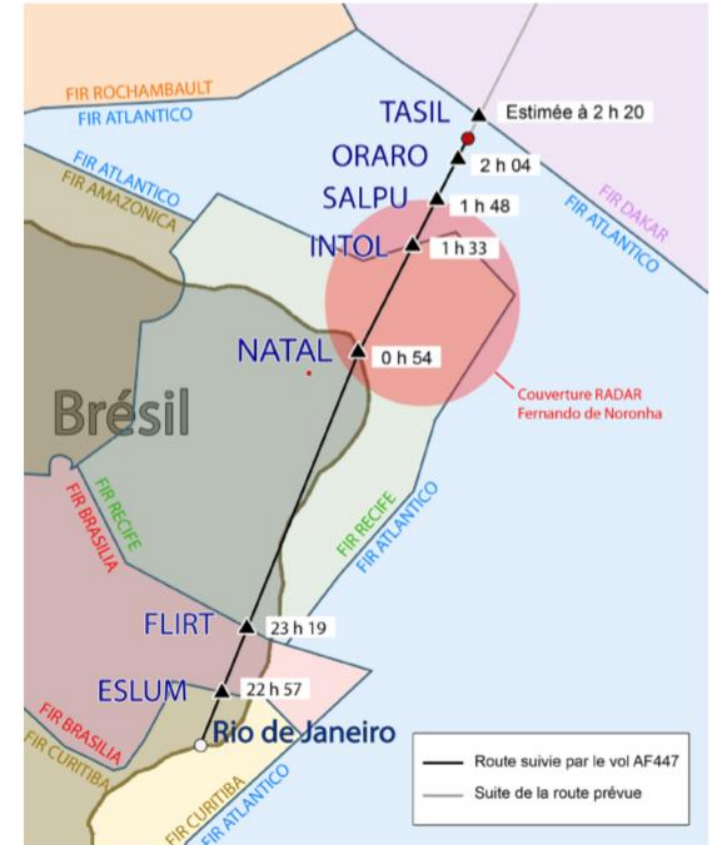 FIR ROCHAMBAULT
FIR ATLANTICO
TASIL
Estimée à 2 h 20
ORARO
2 h 04
FIR ATLANTICO
FIR AMAZONICA
SALPU
1 h 48
FIR DAKAR
FIR ATLANTICO
INTOL
1 h 33
NATAL
0 h 54
Couverture RADAR
Fernando de Noronha
Brésil
FIR RECIFE
FIR BRASILIA
FIR RECIFE
FIR ATLANTICO
FLIRT
23 h 19
ESLUM
22 h 57
Rio de Janeiro
FIR BRASILIA
FIR CURITIBA
FIR CURITIBA
FIR ATLANTICO
Route suivie par le vol AF447
Suite de la route prévue